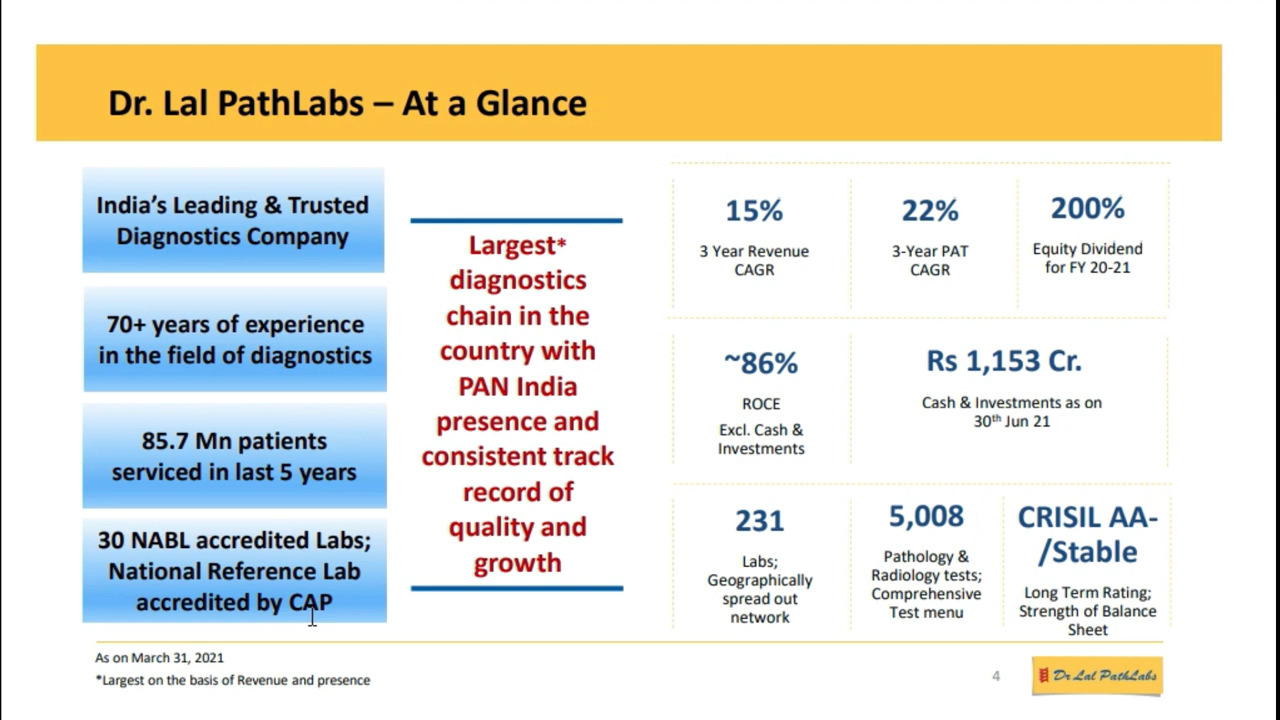 Dr. Lal PathLabs – At a Glance
India's Leading & Trusted
Diagnostics Company
70+ years of experience
in the field of diagnostics
85.7 Mn patients
serviced in last 5 years
30 NABL accredited Labs;
National Reference Lab
accredited by CAP
Largest*
diagnostics
chain in the
country with
PAN India
presence and
consistent track
record of
quality and
growth
15%
3 Year Revenue
CAGR
22%
3-Year PAT
CAGR
200%
Equity Dividend
for FY 20-21
~86%
ROCE
Excl. Cash &
Investments
Rs 1,153 Cr.
Cash & Investments as on
30th Jun 21
231
Labs;
Geographically
spread out
network
5,008
Pathology &
Radiology tests;
Comprehensive
Test menu
CRISIL AA-
/Stable
Long Term Rating;
Strength of Balance
Sheet
As on March 31, 2021
*Largest on the basis of Revenue and presence
4
Dr Lal PathLabs